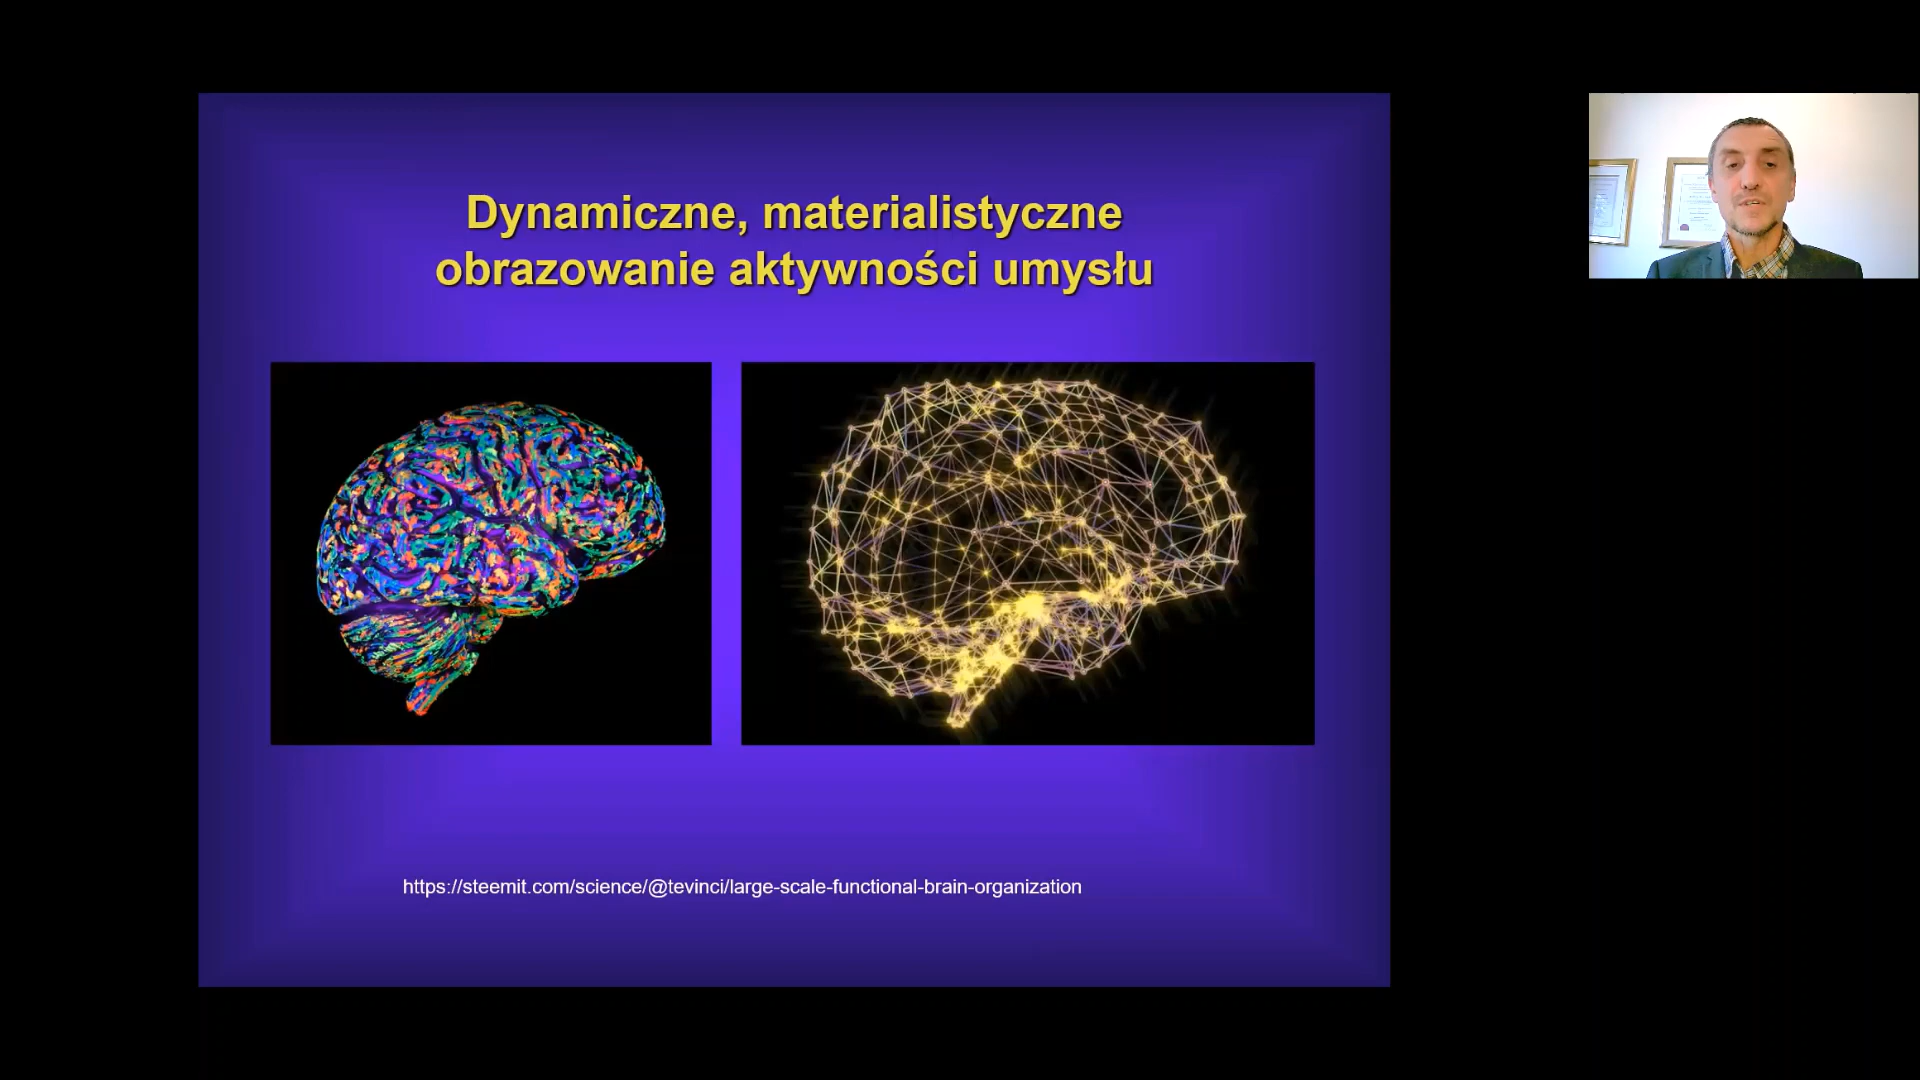 Dynamiczne, materialistyczne
obrazowanie aktywności umysłu
https://steemit.com/science/@tevinci/large-scale-functional-brain-organization